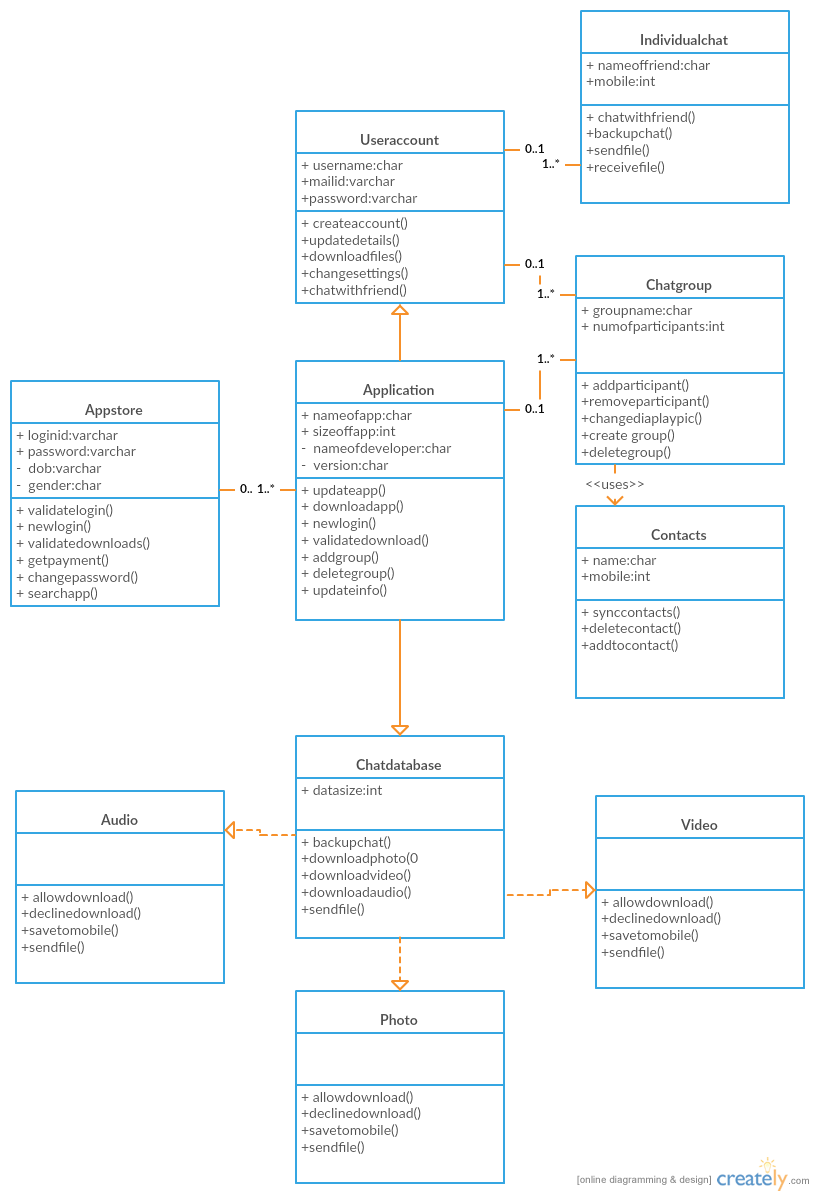 Individualchat
+ nameoffriend:char
+mobile:int
+ chatwithfriend()
+backupchat()
+sendfile()
+receivefile()
Useraccount
+ username:char
+mailid:varchar
+password:varchar
+ createaccount()
+updatedetails()
+downloadfiles()
+changesettings()
+chatwithfriend()
0..1
1..*
0..1
1..*
Chatgroup
+ groupname:char
+ numofparticipants:int
+ addparticipant()
+removeparticipant()
+changediaplaypic()
+create group()
+deletegroup()
1..*
0..1
Application
+ nameofapp:char
+ sizeoffapp:int
- nameofdeveloper:char
- version:char
+ updateapp()
+ downloadapp()
+ newlogin()
+ validatedownload()
+ addgroup()
+ deletegroup()
+ updateinfo()
Appstore
+ loginid:varchar
+ password:varchar
- dob:varchar
- gender:char
+ validatelogin()
+ newlogin()
+ validatedownloads()
+ getpayment()
+ changepassword()
+ searchapp()
0.. 1..*
<<uses>>
Contacts
+ name:char
+mobile:int
+ synccontacts()
+deletecontact()
+addtocontact()
Chatdatabase
+ datasize:int
+ backupchat()
+downloadphoto(0
+downloadvideo()
+downloadaudio()
+sendfile()
Audio
+ allowdownload()
+declinedownload()
+savetomobile()
+sendfile()
Video
+ allowdownload()
+declinedownload()
+savetomobile()
+sendfile()
Photo
+ allowdownload()
+declinedownload()
+savetomobile()
+sendfile()
[online diagramming & design] creately.com